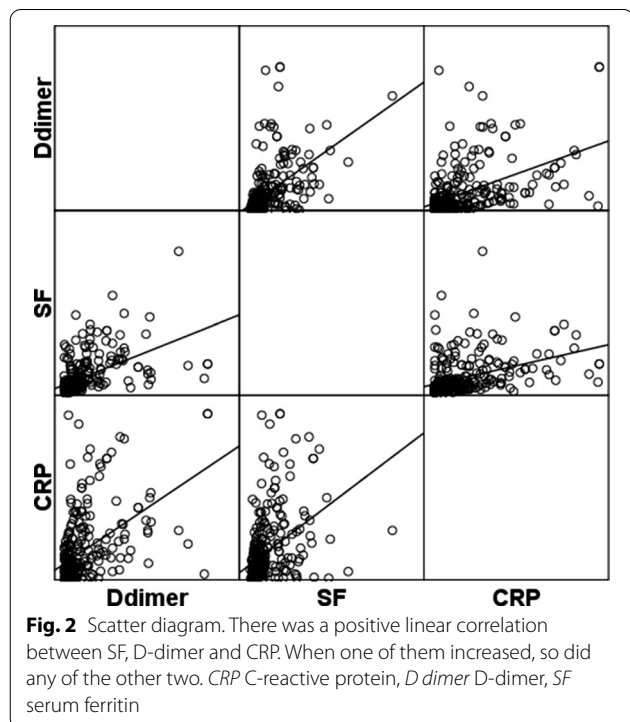 Ddimer
SF
CRP
Ddimer SF CRP
Fig. 2 Scatter diagram. There was a positive linear correlation
between SF, D-dimer and CRP. When one of them increased, so did
any of the other two. CRP C-reactive protein, D dimer D-dimer, SF
serum ferritin